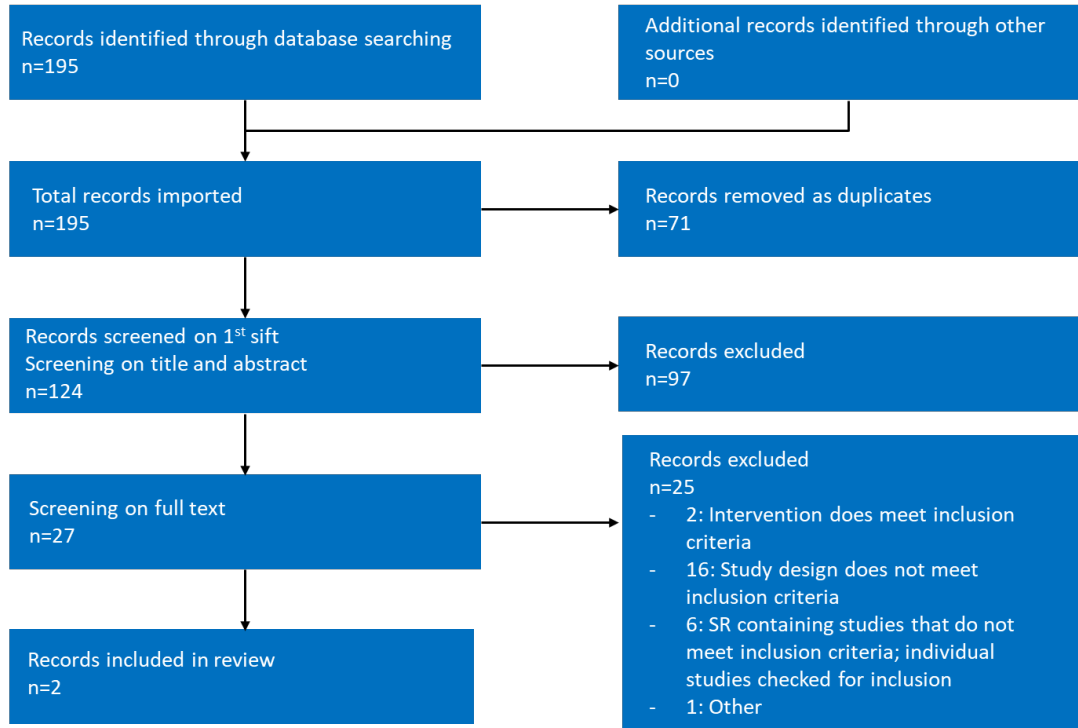 Records identified through database searching
n=195
Additional records identified through other
sources
n=0
Total records imported
n=195
Records removed as duplicates
n=71
Records screened on 1st sift
Screening on title and abstract
n=124
Records excluded
n=97
Screening on full text
n=27
Records excluded
n=25
- 2: Intervention does meet inclusion
criteria
- 16: Study design does not meet
inclusion criteria
- 6: SR containing studies that do not
meet inclusion criteria; individual
studies checked for inclusion
- 1: Other
Records included in review
n=2